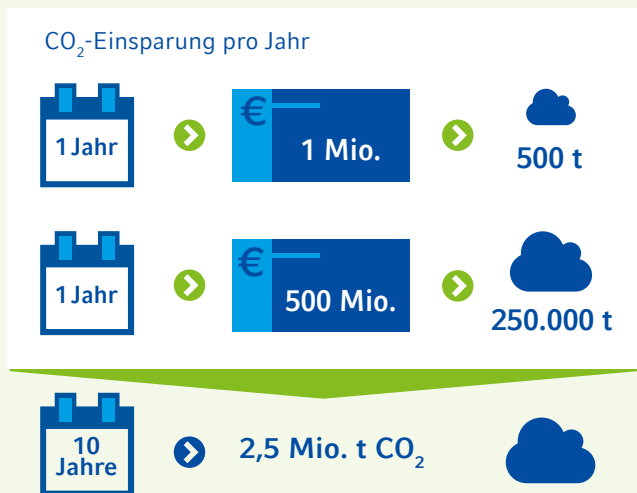 CO₂-Einsparung pro Jahr
1 Jahr
€
1 Mio.
500 t
1 Jahr
€
500 Mio.
250.000 t
10
Jahre
2,5 Mio. t CO₂